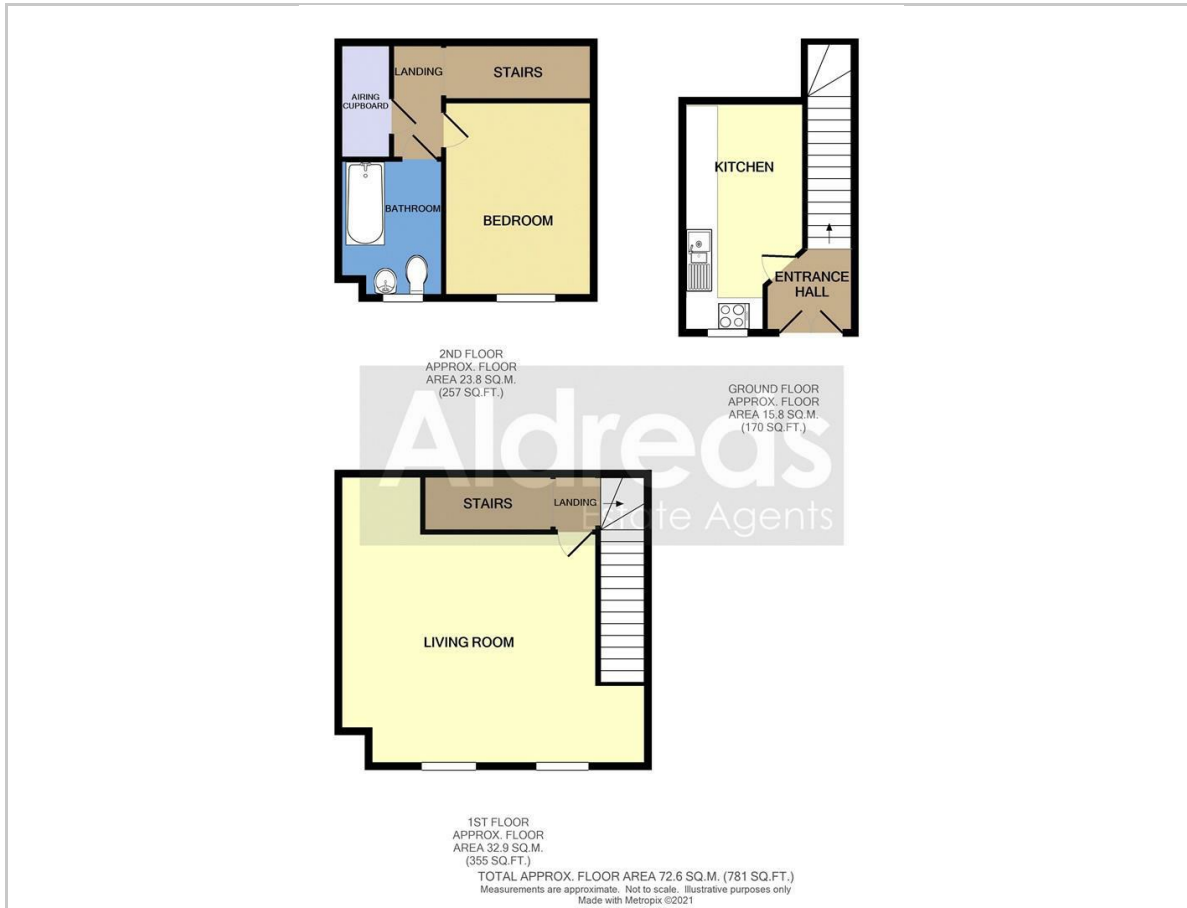 LANDING
STAIRS
AIRING
CUPBOARD
BATHROOM
BEDROOM
2ND FLOOR
APPROX. FLOOR
AREA 23.8 SQ.M.
(257 SQ.FT.)
KITCHEN
ENTRANCE
HALL
GROUND FLOOR
APPROX. FLOOR
AREA 15.8 SQ.M.
(170 SQ.FT.)
Aldreas
Estate Agents
STAIRS
LANDING
LIVING ROOM
1ST FLOOR
APPROX. FLOOR
AREA 32.9 SQ.M.
(355 SQ.FT.)
TOTAL APPROX. FLOOR AREA 72.6 SQ.M. (781 SQ.FT.)
Measurements are approximate. Not to scale. Illustrative purposes only
Made with Metropix ©2021